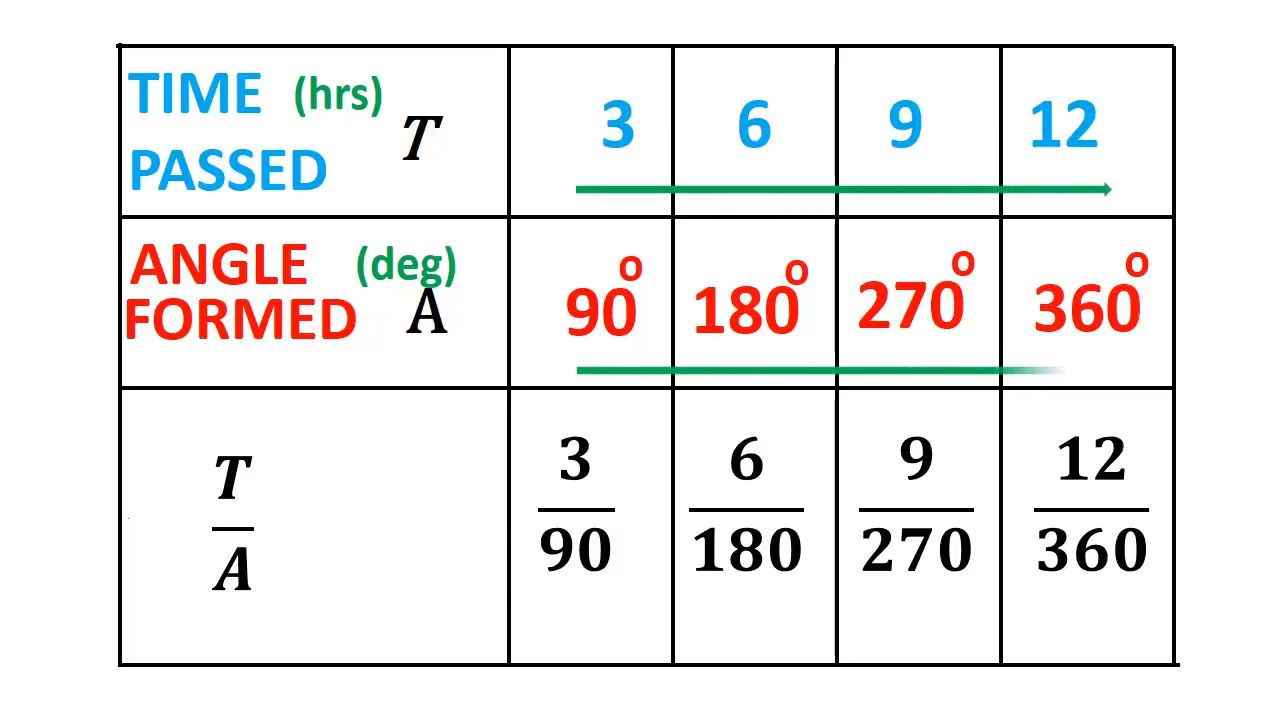 TIME (hrs) T
PASSED
3 6 9 12
ANGLE (deg)
FORMED A
90° 180° 270° 360°
T/A 3/90 6/180 9/270 12/360